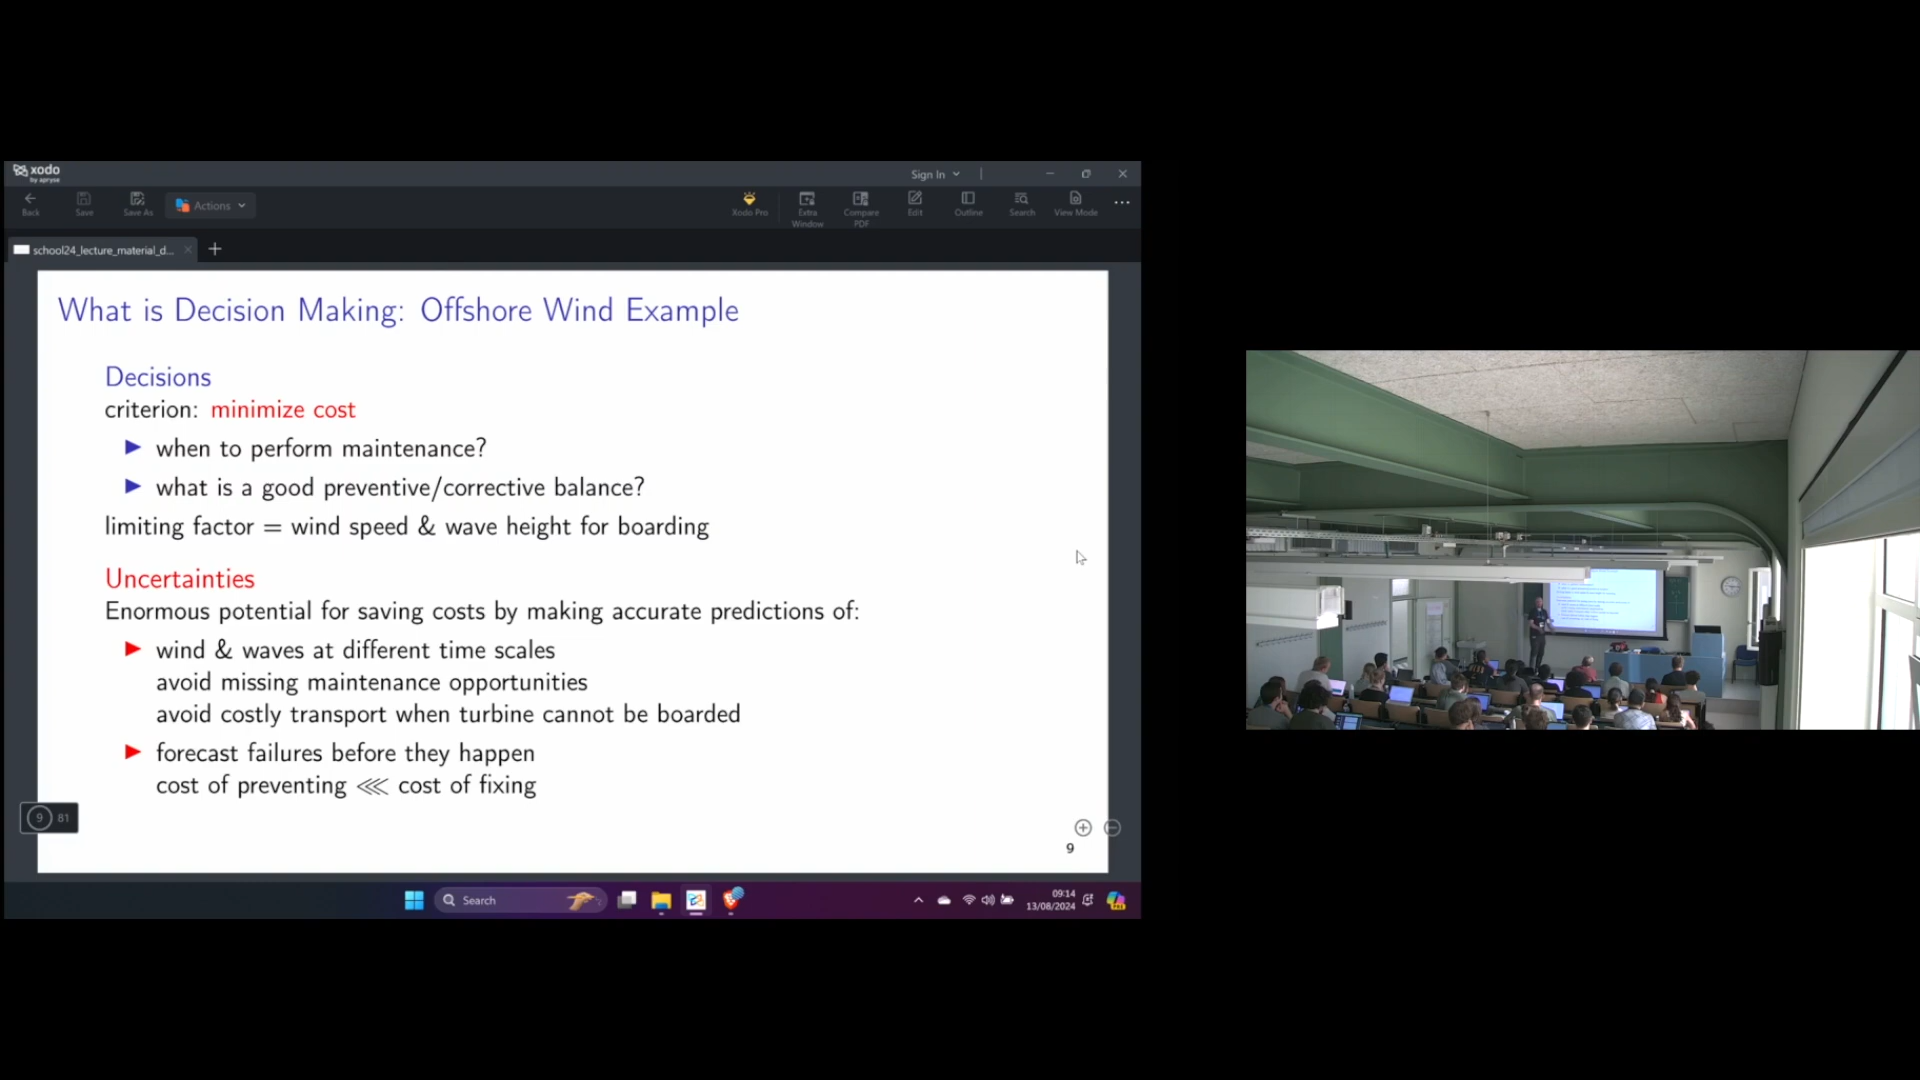 xodo
by apryse
Sign In
Back
Save
Save As
Actions
Xodo Pro
Extra Window
Compare PDF
Edit
Outline
Search
View Mode
school24_lecture_material_d...
What is Decision Making: Offshore Wind Example
Decisions
criterion: minimize cost
▶ when to perform maintenance?
▶ what is a good preventive/corrective balance?
limiting factor = wind speed & wave height for boarding
Uncertainties
Enormous potential for saving costs by making accurate predictions of:
▶ wind & waves at different time scales
avoid missing maintenance opportunities
avoid costly transport when turbine cannot be boarded
▶ forecast failures before they happen
cost of preventing ⋘ cost of fixing
9 81
9
Search
09:14
13/08/2024